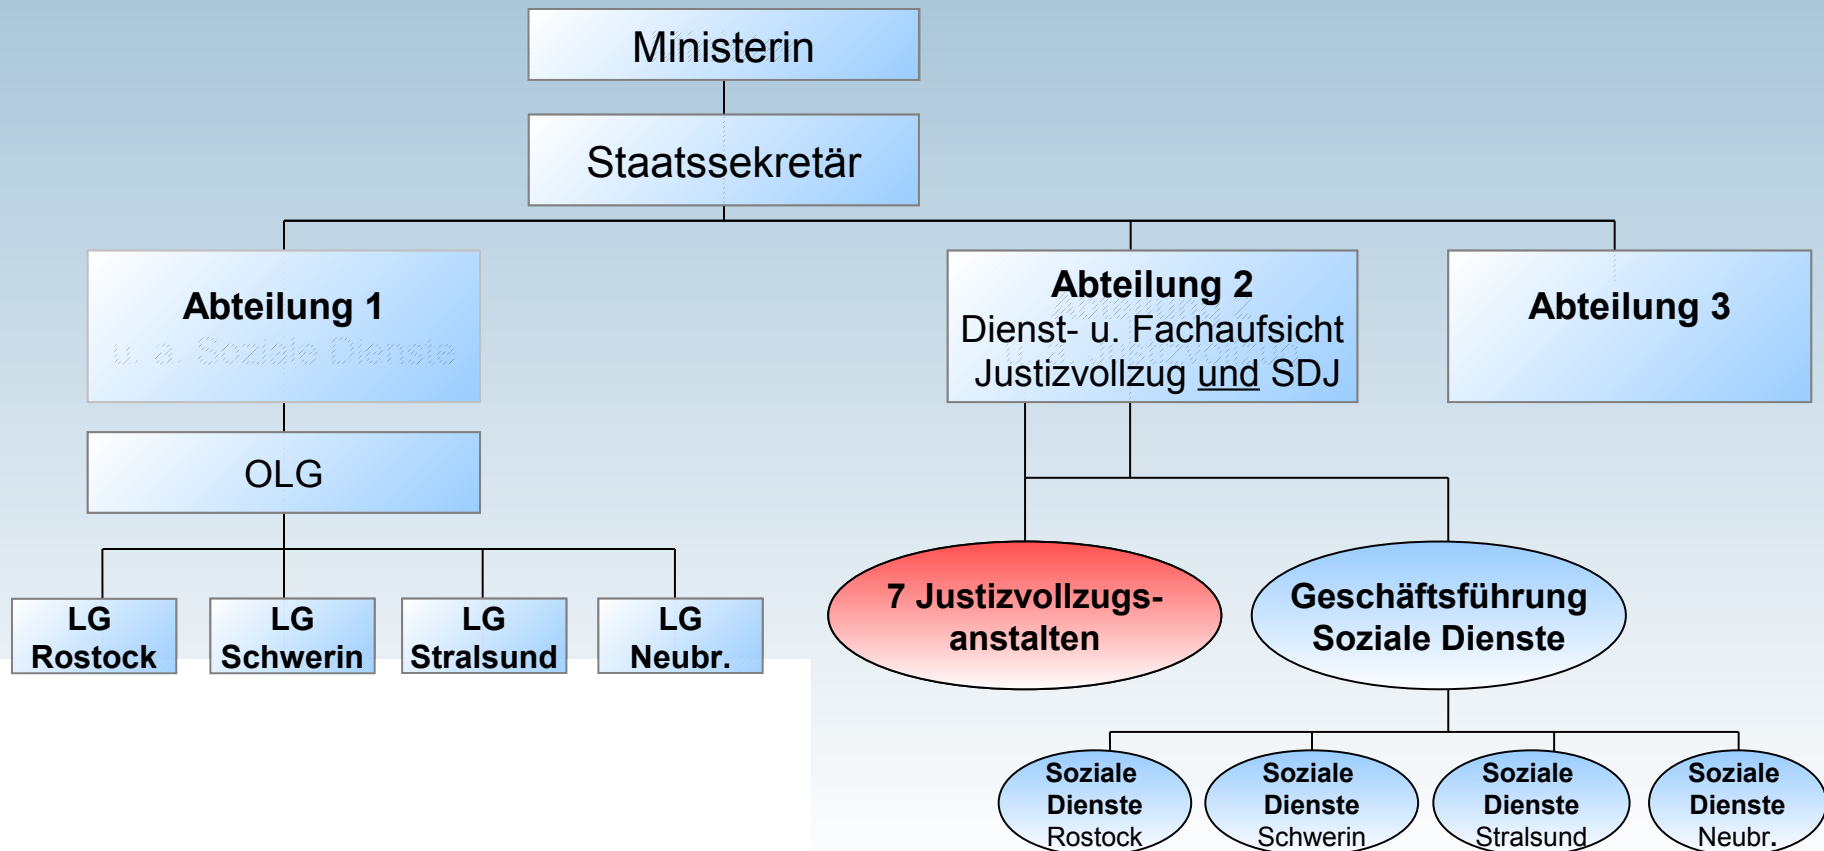 Ministerin
Staatssekretär
Abteilung 1
u. a. Soziale Dienste
Abteilung 2
Dienst- u. Fachaufsicht
Justizvollzug und SDJ
Abteilung 3
OLG
LG
Rostock
LG
Schwerin
LG
Stralsund
LG
Neubr.
7 Justizvollzugs-
anstalten
Geschäftsführung
Soziale Dienste
Soziale
Dienste
Rostock
Soziale
Dienste
Schwerin
Soziale
Dienste
Stralsund
Soziale
Dienste
Neubr.